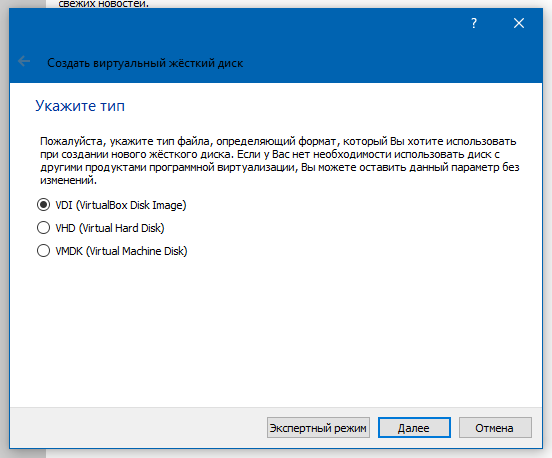 свежих новостей.
?
Создать виртуальный жёсткий диск
Укажите тип
Пожалуйста, укажите тип файла, определяющий формат, который Вы хотите использовать
при создании нового жёсткого диска. Если у Вас нет необходимости использовать диск с
другими продуктами программной виртуализации, Вы можете оставить данный параметр без
изменений.
VDI (VirtualBox Disk Image)
VHD (Virtual Hard Disk)
VMDK (Virtual Machine Disk)
Экспертный режим Далее Отмена